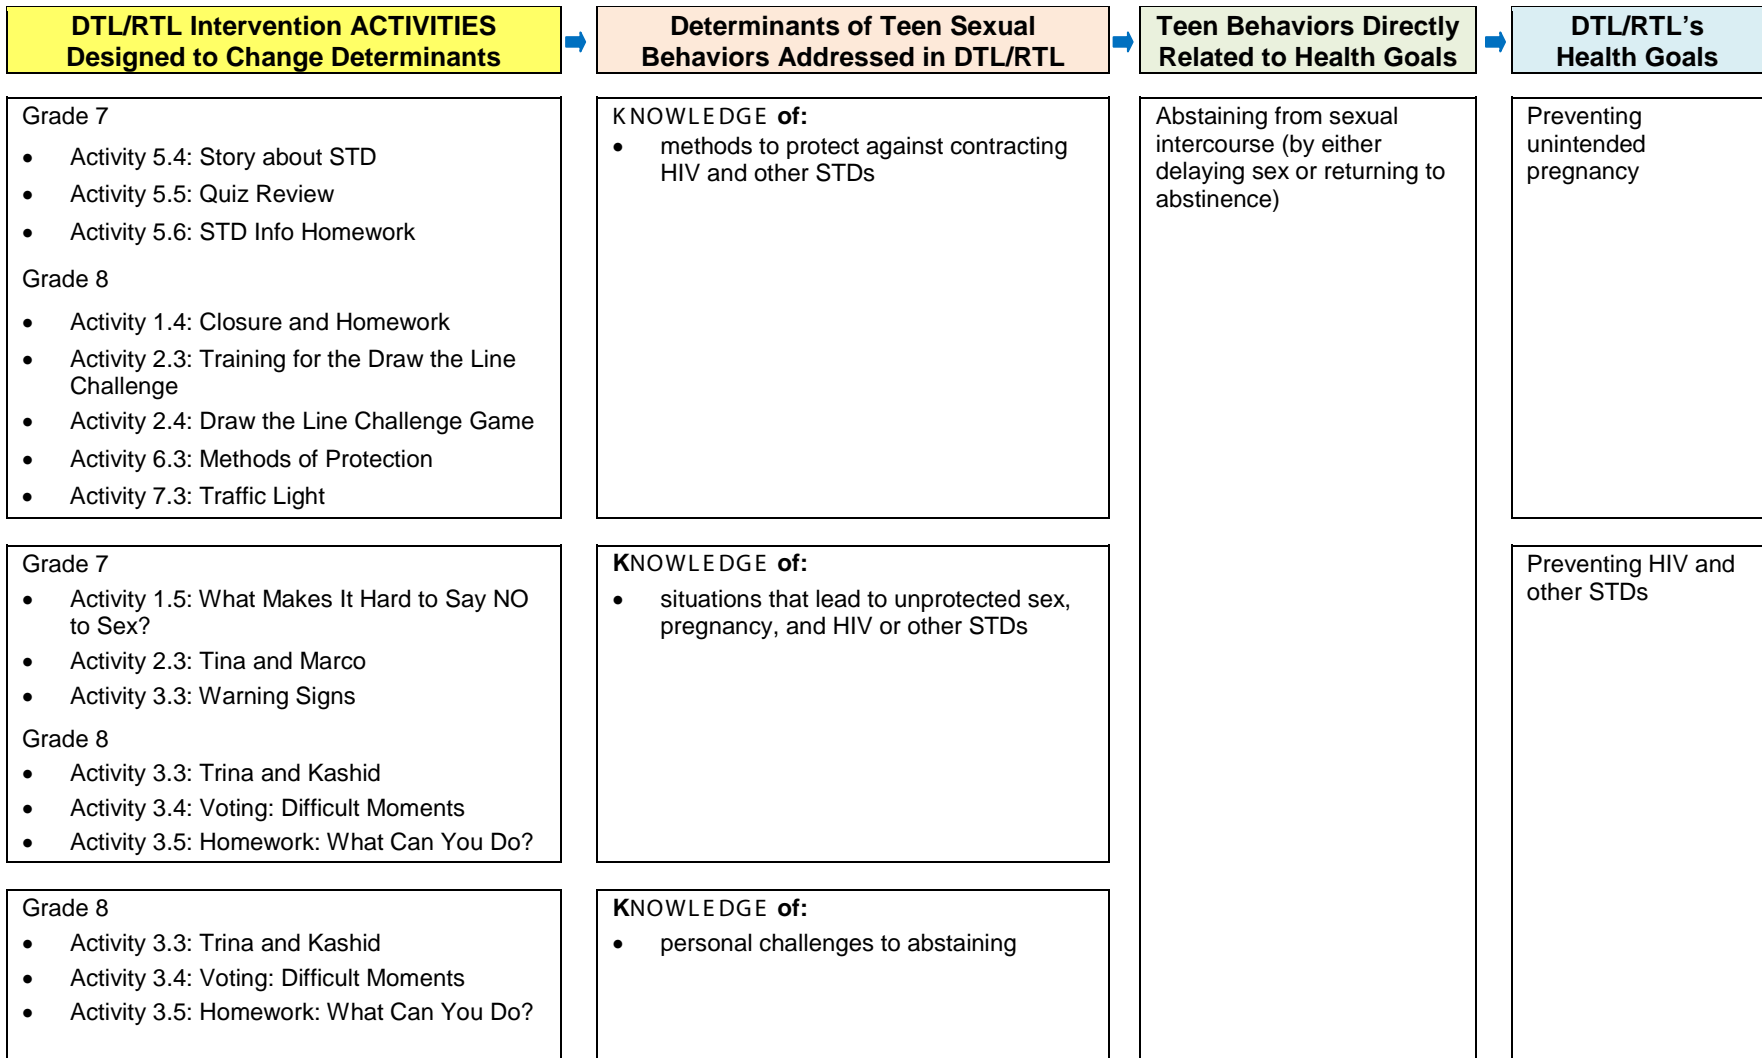 DTL/RTL Intervention ACTIVITIES
Designed to Change Determinants
Determinants of Teen Sexual
Behaviors Addressed in DTL/RTL
Teen Behaviors Directly
Related to Health Goals
DTL/RTL's
Health Goals
Grade 7
• Activity 5.4: Story about STD
• Activity 5.5: Quiz Review
• Activity 5.6: STD Info Homework
Grade 8
• Activity 1.4: Closure and Homework
• Activity 2.3: Training for the Draw the Line
Challenge
• Activity 2.4: Draw the Line Challenge Game
• Activity 6.3: Methods of Protection
• Activity 7.3: Traffic Light
KNOWLEDGE of:
• methods to protect against contracting
HIV and other STDs
Abstaining from sexual
intercourse (by either
delaying sex or returning to
abstinence)
Preventing
unintended
pregnancy
Grade 7
• Activity 1.5: What Makes It Hard to Say NO
to Sex?
• Activity 2.3: Tina and Marco
• Activity 3.3: Warning Signs
Grade 8
• Activity 3.3: Trina and Kashid
• Activity 3.4: Voting: Difficult Moments
• Activity 3.5: Homework: What Can You Do?
KNOWLEDGE of:
• situations that lead to unprotected sex,
pregnancy, and HIV or other STDs
Preventing HIV and
other STDs
Grade 8
• Activity 3.3: Trina and Kashid
• Activity 3.4: Voting: Difficult Moments
• Activity 3.5: Homework: What Can You Do?
KNOWLEDGE of:
• personal challenges to abstaining